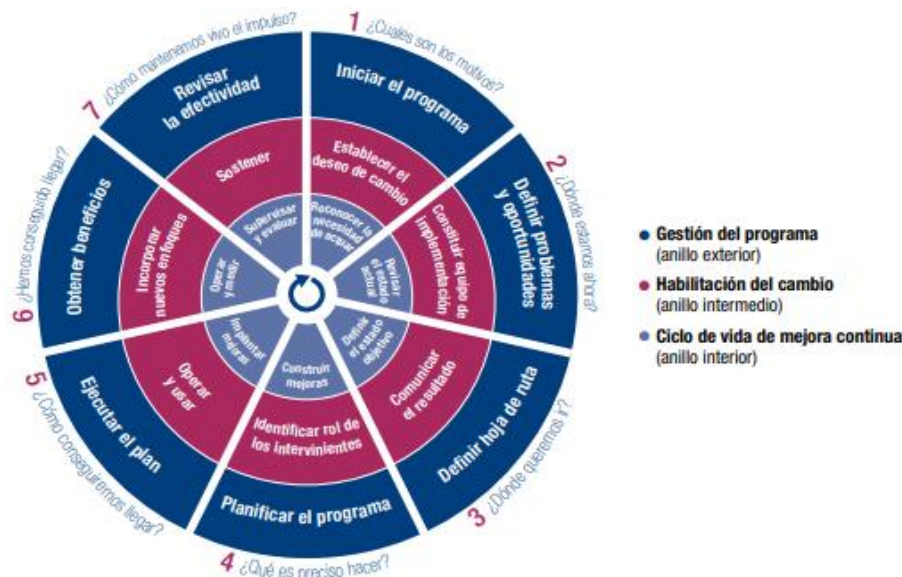 1 ¿Cuales son los motivos?
Iniciar el programa
Establecer el
deseo de cambio
Reconocer la
necesidad
de actuar
2 ¿Dónde estamos ahora?
Definir problemas
y oportunidades
Constituir equipo de
implementación
Revisar
el estado
actual
3 ¿Dónde queremos ir?
Definir hoja de ruta
Comunicar
el resultado
Definir
el estado
objetivo
4 ¿Qué es preciso hacer?
Planificar el programa
Identificar rol de
los intervinientes
Construir
mejoras
5 ¿Cómo conseguiremos llegar?
Ejecutar el plan
Operar
y usar
Implantar
mejoras
6 ¿Hemos conseguido llegar?
Obtener beneficios
Incorporar
nuevos enfoques
Operar
y medir
7 ¿Cómo mantenemos vivo el impulso?
Revisar
la efectividad
Sostener
Supervisar
y evaluar
Gestión del programa
(anillo exterior)
Habilitación del cambio
(anillo intermedio)
Ciclo de vida de mejora continua
(anillo interior)